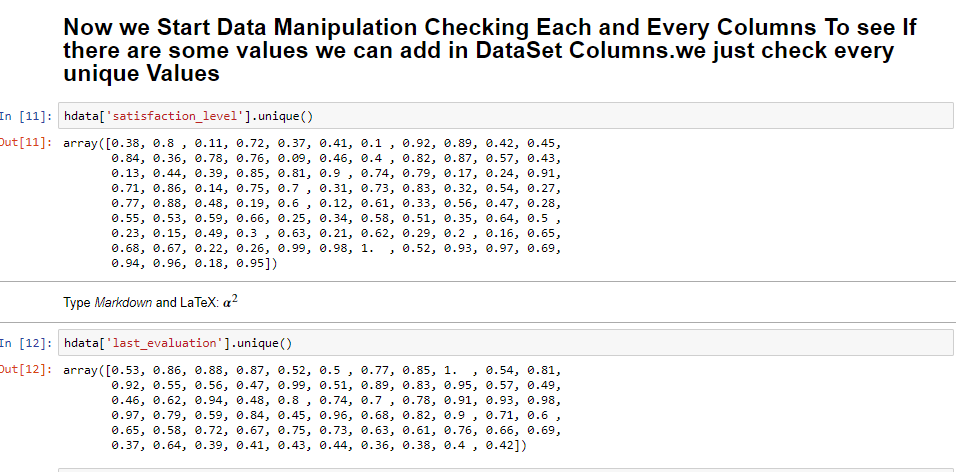 Now we Start Data Manipulation Checking Each and Every Columns To see If
there are some values we can add in DataSet Columns.we just check every
unique Values
In [11]: hdata['satisfaction_level'].unique()
Out[11]: array([0.38, 0.8 , 0.11, 0.72, 0.37, 0.41, 0.1 , 0.92, 0.89, 0.42, 0.45,
0.84, 0.36, 0.78, 0.76, 0.09, 0.46, 0.4 , 0.82, 0.87, 0.57, 0.43,
0.13, 0.44, 0.39, 0.85, 0.81, 0.9 , 0.74, 0.79, 0.17, 0.24, 0.91,
0.71, 0.86, 0.14, 0.75, 0.7 , 0.31, 0.73, 0.83, 0.32, 0.54, 0.27,
0.77, 0.88, 0.48, 0.19, 0.6 , 0.12, 0.61, 0.33, 0.56, 0.47, 0.28,
0.55, 0.53, 0.59, 0.66, 0.25, 0.34, 0.58, 0.51, 0.35, 0.64, 0.5 ,
0.23, 0.15, 0.49, 0.3 , 0.63, 0.21, 0.62, 0.29, 0.2 , 0.16, 0.65,
0.68, 0.67, 0.22, 0.26, 0.99, 0.98, 1. , 0.52, 0.93, 0.97, 0.69,
0.94, 0.96, 0.18, 0.95])
Type Markdown and LaTeX: α²
In [12]: hdata['last_evaluation'].unique()
Out[12]: array([0.53, 0.86, 0.88, 0.87, 0.52, 0.5 , 0.77, 0.85, 1. , 0.54, 0.81,
0.92, 0.55, 0.56, 0.47, 0.99, 0.51, 0.89, 0.83, 0.95, 0.57, 0.49,
0.46, 0.62, 0.94, 0.48, 0.8 , 0.74, 0.7 , 0.78, 0.91, 0.93, 0.98,
0.97, 0.79, 0.59, 0.84, 0.45, 0.96, 0.68, 0.82, 0.9 , 0.71, 0.6 ,
0.65, 0.58, 0.72, 0.67, 0.75, 0.73, 0.63, 0.61, 0.76, 0.66, 0.69,
0.37, 0.64, 0.39, 0.41, 0.43, 0.44, 0.36, 0.38, 0.4 , 0.42])